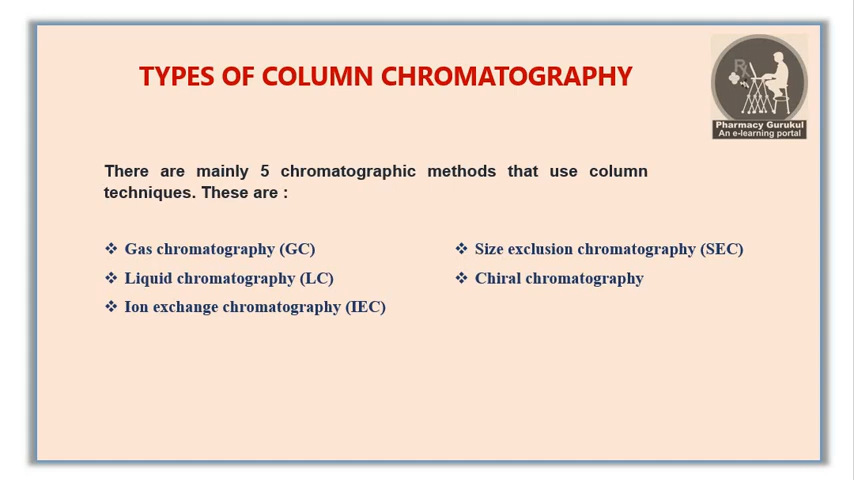 TYPES OF COLUMN CHROMATOGRAPHY
Rx
Pharmacy Gurukul
An e-learning portal
There are mainly 5 chromatographic methods that use column
techniques. These are :
❖ Gas chromatography (GC)
❖ Liquid chromatography (LC)
❖ Ion exchange chromatography (IEC)
❖ Size exclusion chromatography (SEC)
❖ Chiral chromatography